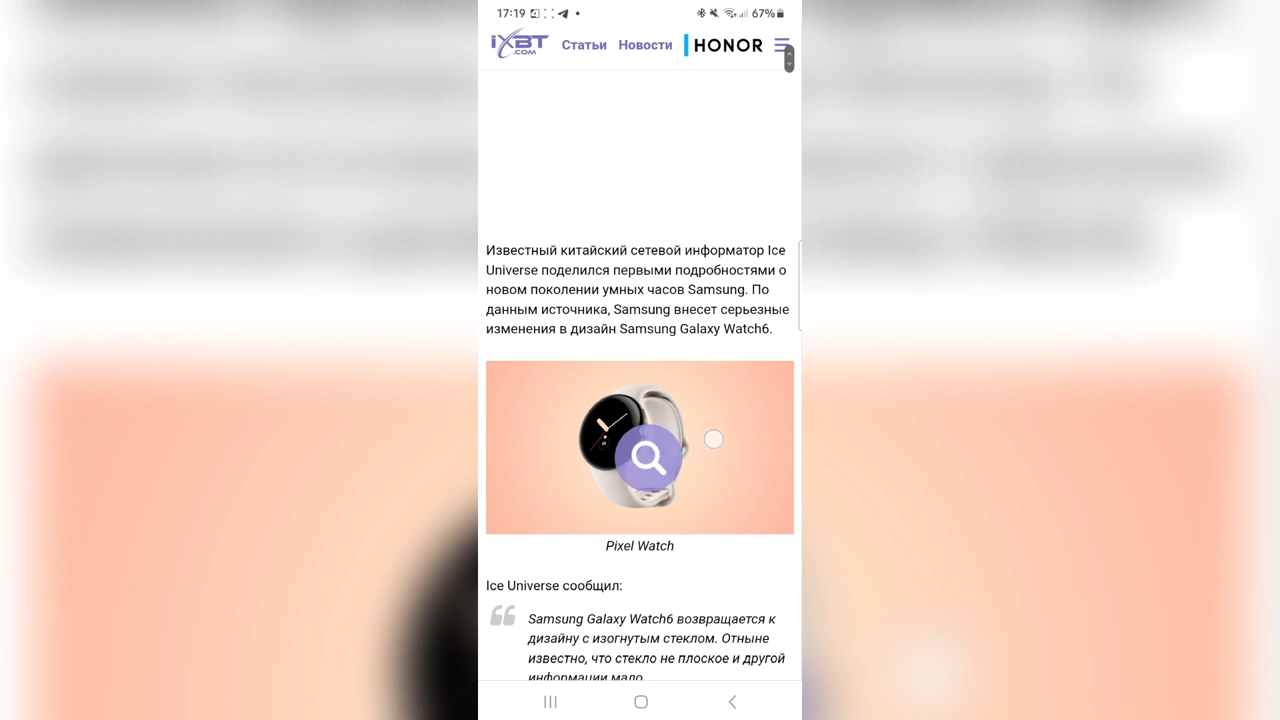 17:19
67%
iXBT
.COM
Статьи
Новости
HONOR
Известный китайский сетевой информатор Ice
Universe поделился первыми подробностями о
новом поколении умных часов Samsung. По
данным источника, Samsung внесет серьезные
изменения в дизайн Samsung Galaxy Watch6.
Pixel Watch
Ice Universe сообщил:
Samsung Galaxy Watch6 возвращается к
дизайну с изогнутым стеклом. Отныне
известно, что стекло не плоское и другой
информации мало